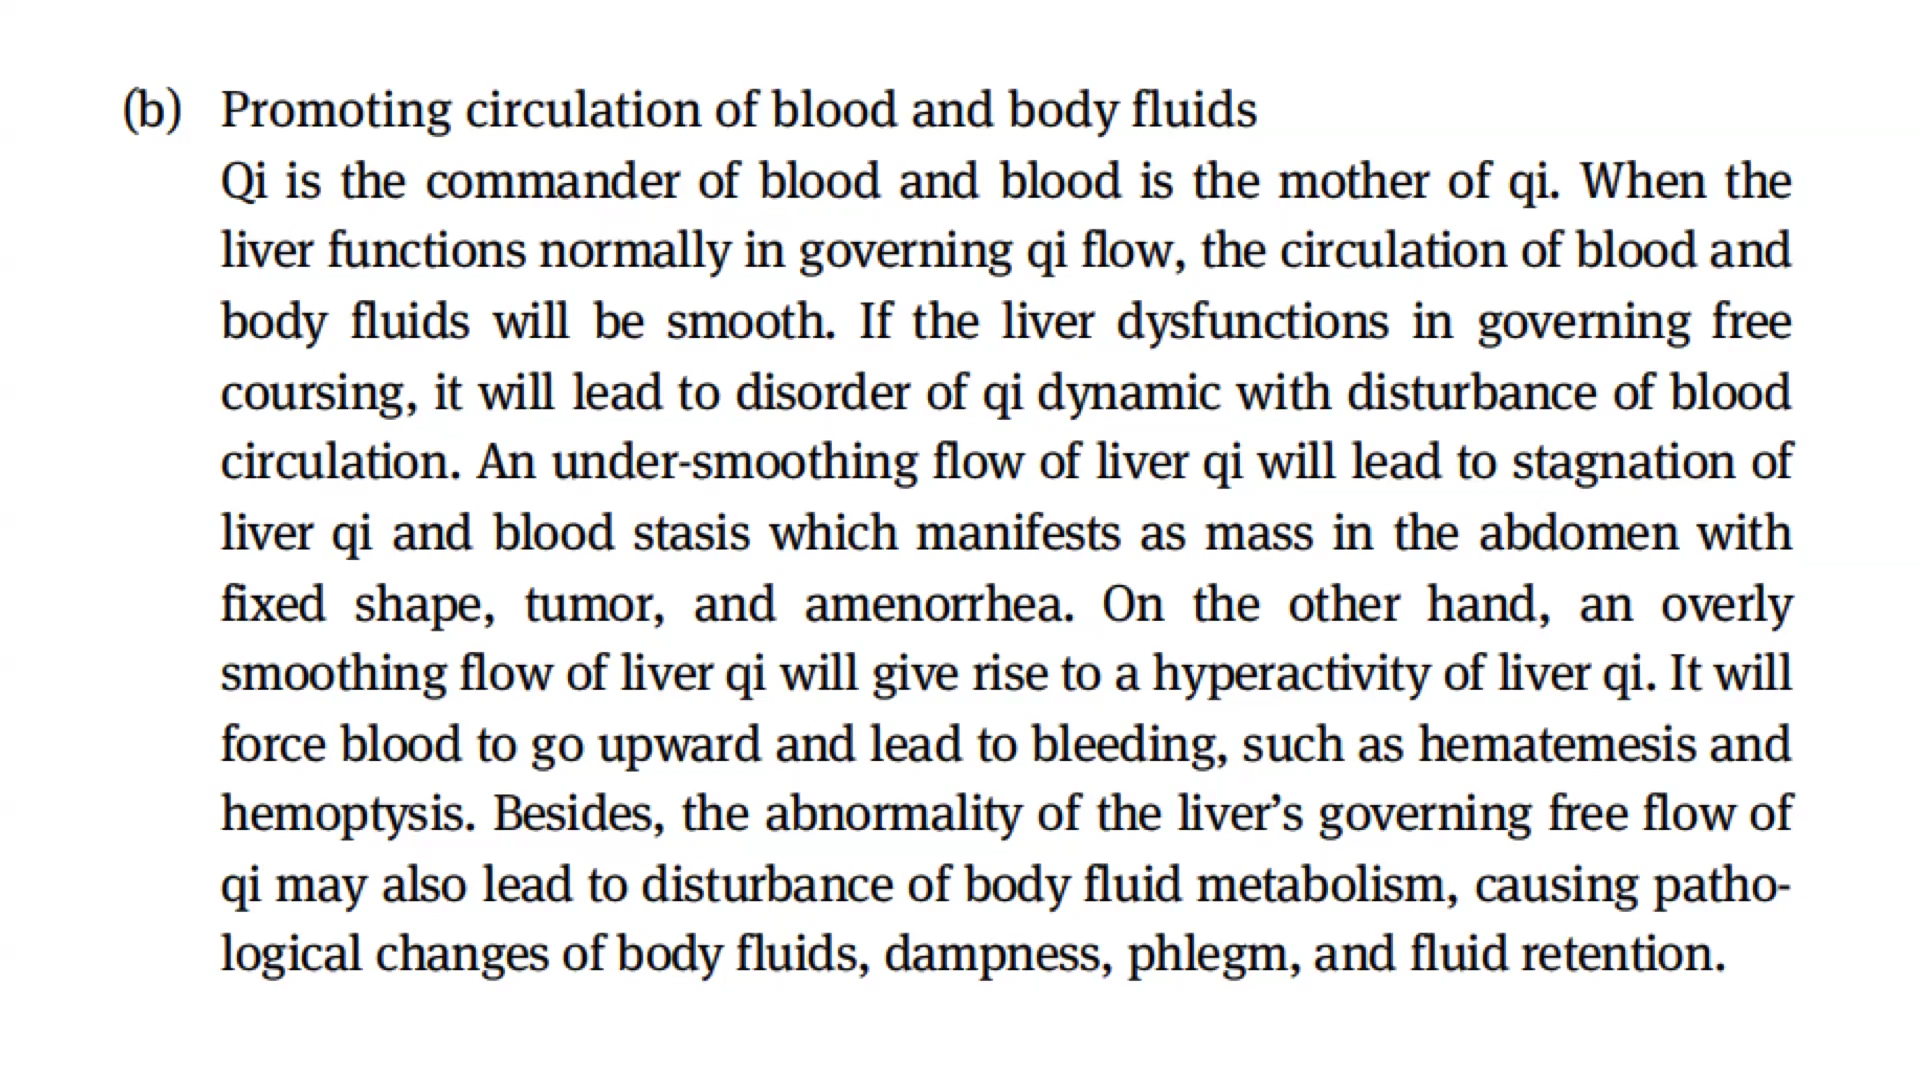 (b) Promoting circulation of blood and body fluids
Qi is the commander of blood and blood is the mother of qi. When the
liver functions normally in governing qi flow, the circulation of blood and
body fluids will be smooth. If the liver dysfunctions in governing free
coursing, it will lead to disorder of qi dynamic with disturbance of blood
circulation. An under-smoothing flow of liver qi will lead to stagnation of
liver qi and blood stasis which manifests as mass in the abdomen with
fixed shape, tumor, and amenorrhea. On the other hand, an overly
smoothing flow of liver qi will give rise to a hyperactivity of liver qi. It will
force blood to go upward and lead to bleeding, such as hematemesis and
hemoptysis. Besides, the abnormality of the liver’s governing free flow of
qi may also lead to disturbance of body fluid metabolism, causing patho-
logical changes of body fluids, dampness, phlegm, and fluid retention.